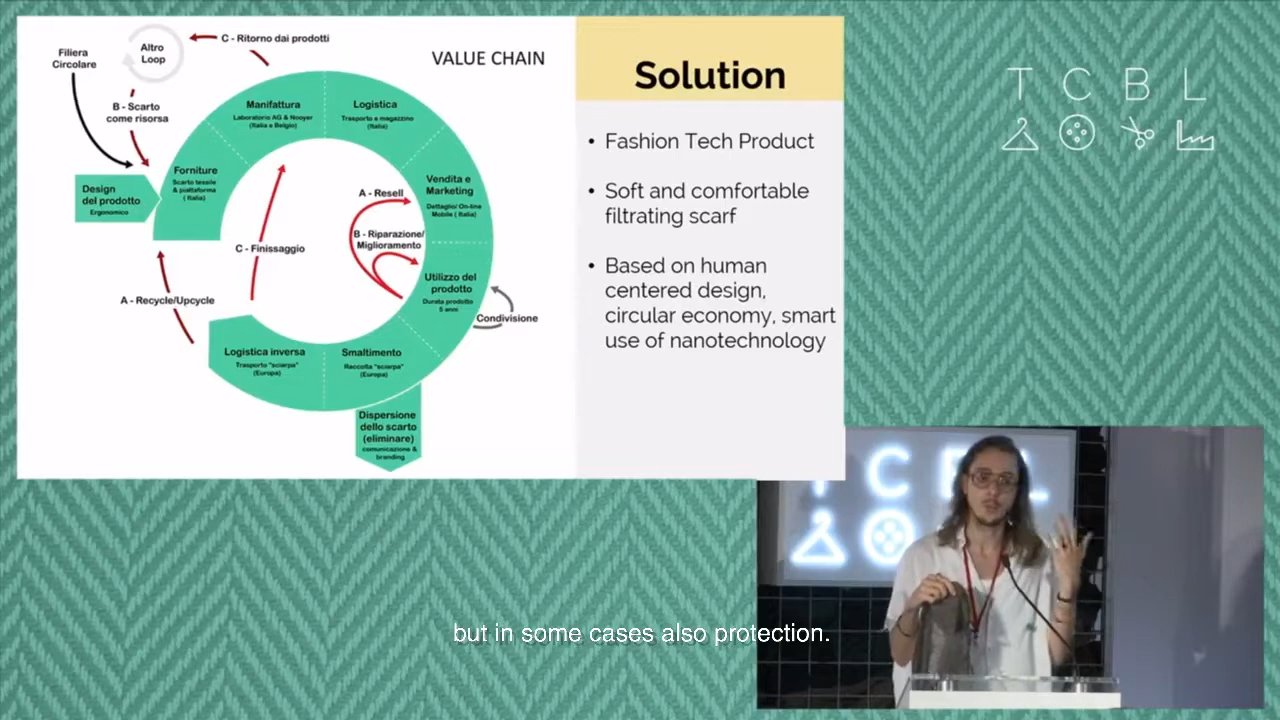 VALUE CHAIN
Filiera
Circolare
Altro
Loop
C - Ritorno dai prodotti
B - Scarto
come risorsa
Design
del prodotto
Ergonomico
Forniture
Scarto tessile
& piattaforma
( Italia)
Manifattura
Laboratorio AG & Nooyer
(Italia e Belgio)
Logistica
Trasporto e magazzino
(Italia)
Vendita e
Marketing
Dettaglio/ On-line
Mobile ( Italia)
A - Resell
B - Riparazione/
Miglioramento
C - Finissaggio
Utilizzo del
prodotto
Durata prodotto
5 anni
Condivisione
A - Recycle/Upcycle
Logistica inversa
Trasporto "sciarpa"
(Europa)
Smaltimento
Raccolta "sciarpa"
(Europa)
Dispersione
dello scarto
(eliminare)
comunicazione &
branding
Solution
• Fashion Tech Product
• Soft and comfortable
filtrating scarf
• Based on human
centered design,
circular economy, smart
use of nanotechnology
T C B L
T C B L
but in some cases also protection.